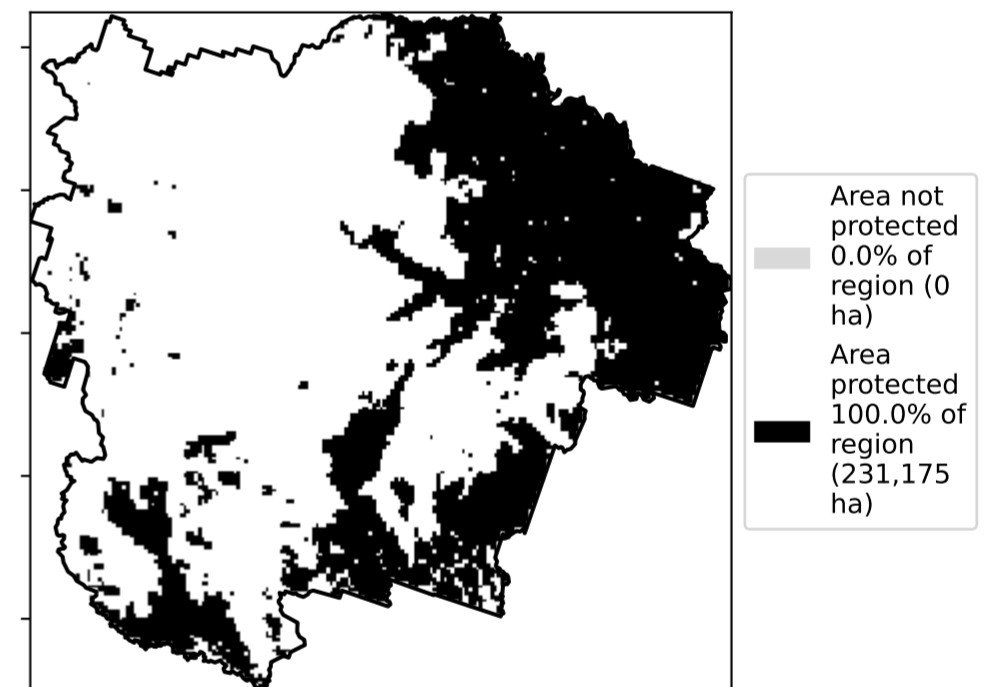 Area not
protected
0.0% of
region (0
ha)
Area
protected
100.0% of
region
(231,175
ha)